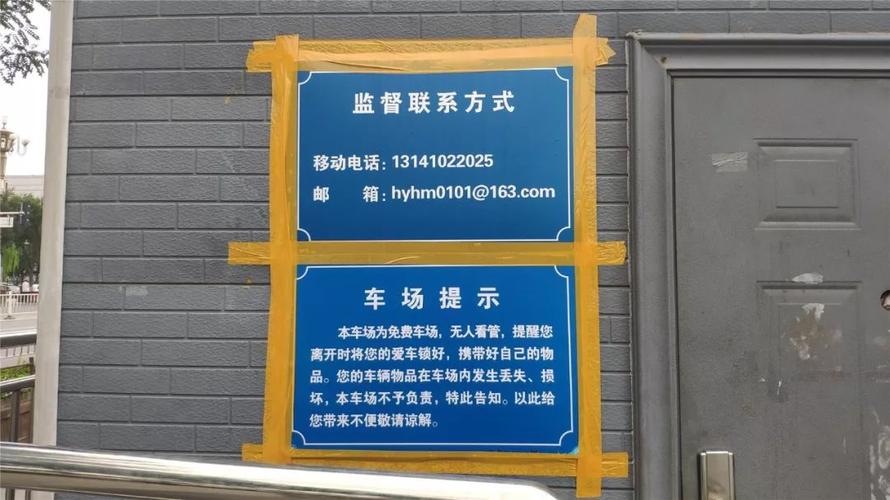 监督联系方式
移动电话：13141022025
邮 箱：hyhm0101@163.com
车场提示
本车场为免费车场，无人看管，提醒您
离开时将您的爱车锁好，携带好自己的物
品。您的车辆物品在车场内发生丢失、损
坏，本车场不予负责，特此告知。以此给
您带来不便敬请谅解。